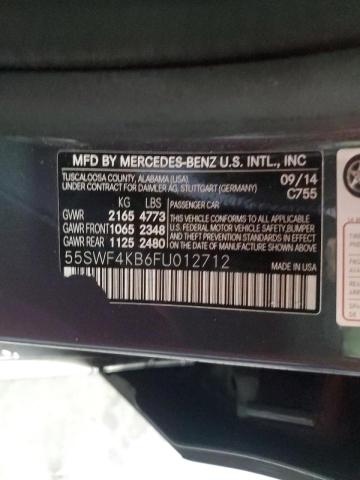 MFD BY MERCEDES-BENZ U.S. INTL., INC
TUSCALOOSA COUNTY, ALABAMA (USA) 09/14
UNDER CONTRACT FOR DAIMLER AG, STUTTGART (GERMANY) C755
KG LBS PASSENGER CAR
GVWR 2165 4773 THIS VEHICLE CONFORMS TO ALL APPLICABLE
GAWR FRONT 1065 2348 U.S. FEDERAL MOTOR VEHICLE SAFETY, BUMPER
GAWR REAR 1125 2480 AND THEFT PREVENTION STANDARDS IN EFFECT ON THE DATE OF MANUFACTURE SHOWN ABOVE.
55SWF4KB6FU012712